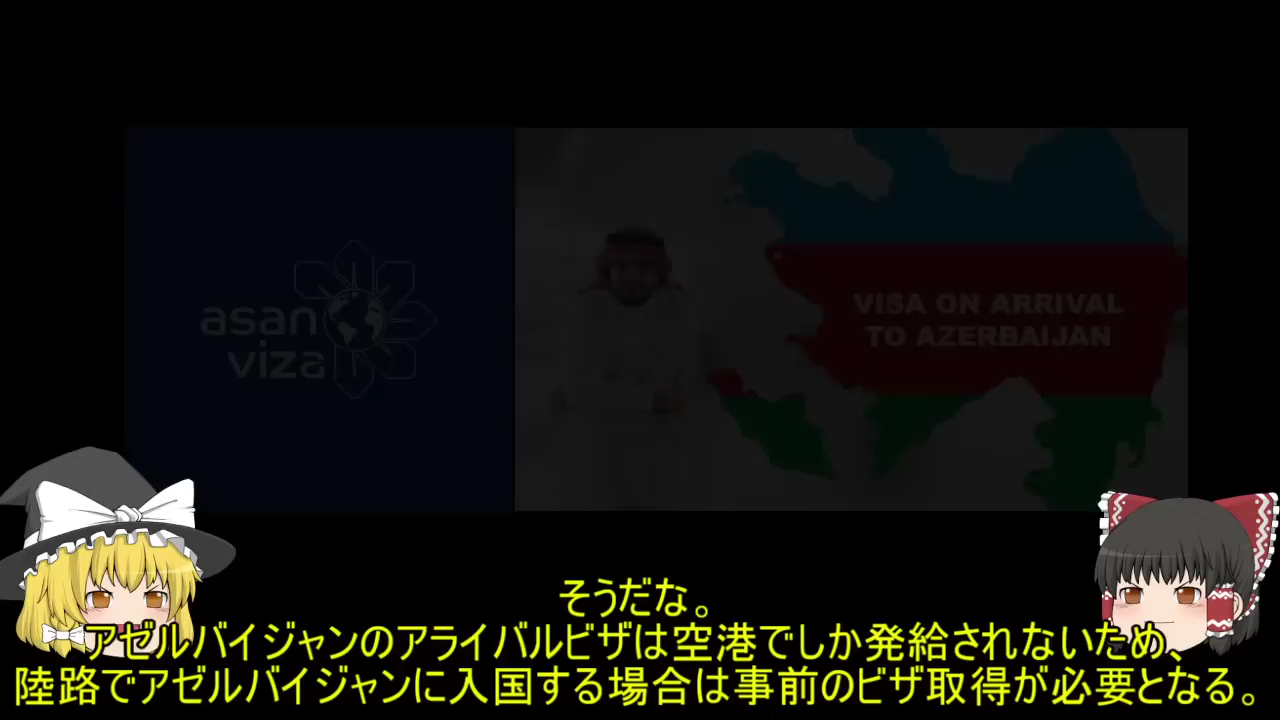 asan
viza
VISA ON ARRIVAL
TO AZERBAIJAN
そうだな。
アゼルバイジャンのアライバルビザは空港でしか発給されないため、
陸路でアゼルバイジャンに入国する場合は事前のビザ取得が必要となる。